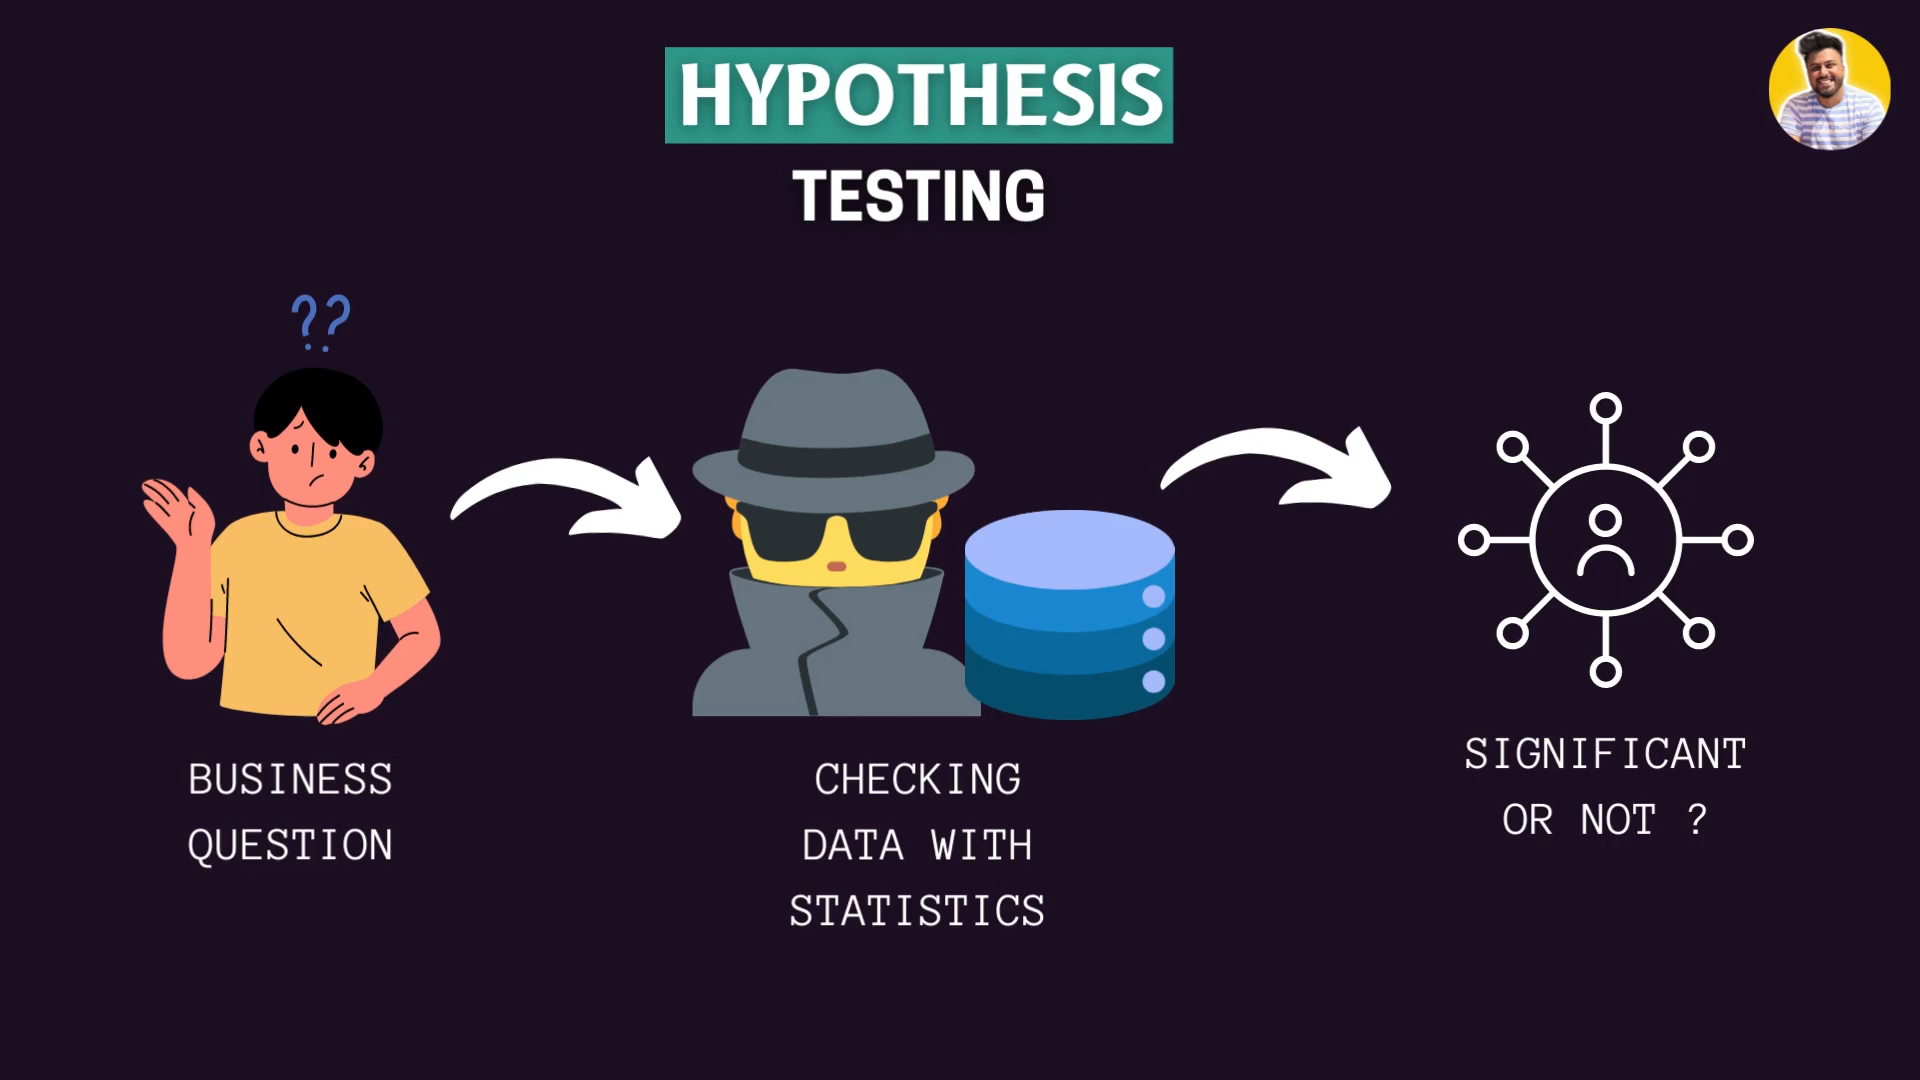 HYPOTHESIS
TESTING
??
BUSINESS
QUESTION
CHECKING
DATA WITH
STATISTICS
SIGNIFICANT
OR NOT ?